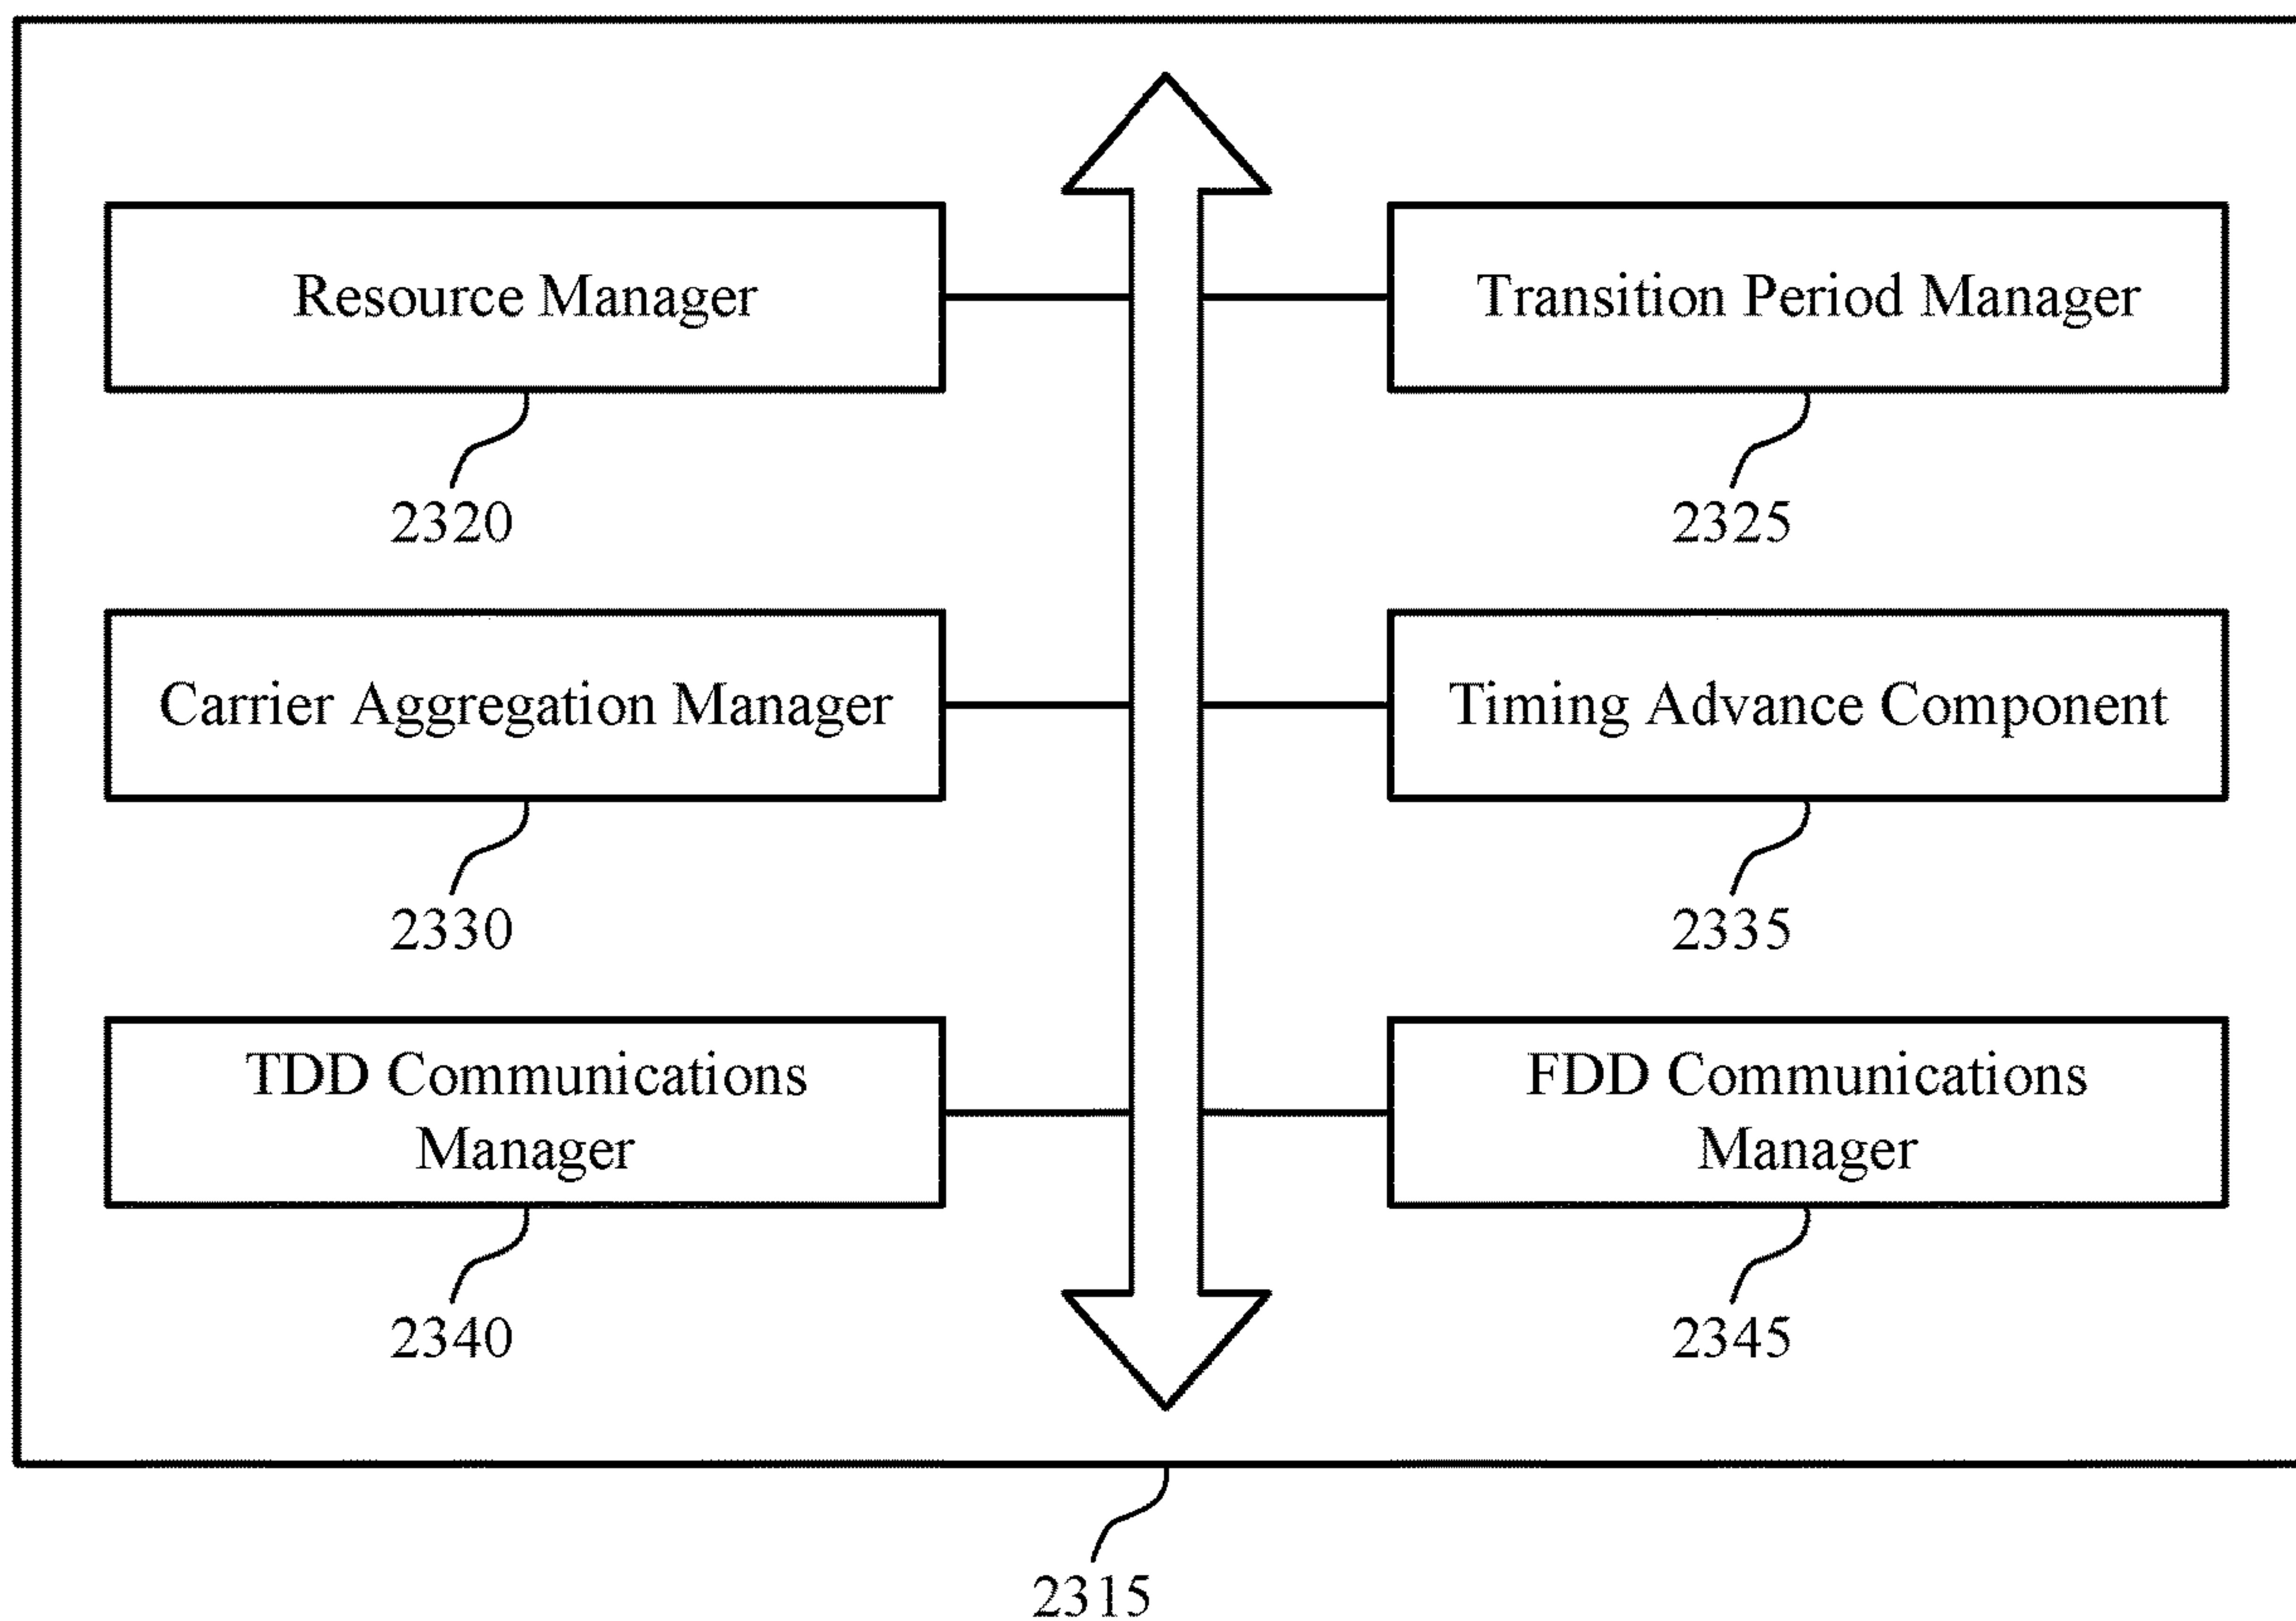 Resource Manager
Transition Period Manager
2320
2325
Carrier Aggregation Manager
Timing Advance Component
2330
2335
TDD Communications
Manager
FDD Communications
Manager
2340
2345
2315